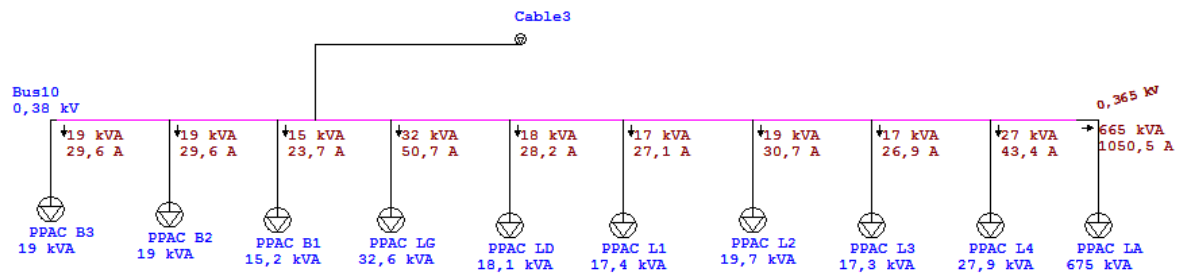 Cable3
Bus10
0,38 kV
0,365 kV
19 kVA
29,6 A
19 kVA
29,6 A
15 kVA
23,7 A
32 kVA
50,7 A
18 kVA
28,2 A
17 kVA
27,1 A
19 kVA
30,7 A
17 kVA
26,9 A
27 kVA
43,4 A
665 kVA
1050,5 A
PPAC B3
19 kVA
PPAC B2
19 kVA
PPAC B1
15,2 kVA
PPAC LG
32,6 kVA
PPAC LD
18,1 kVA
PPAC L1
17,4 kVA
PPAC L2
19,7 kVA
PPAC L3
17,3 kVA
PPAC L4
27,9 kVA
PPAC LA
675 kVA